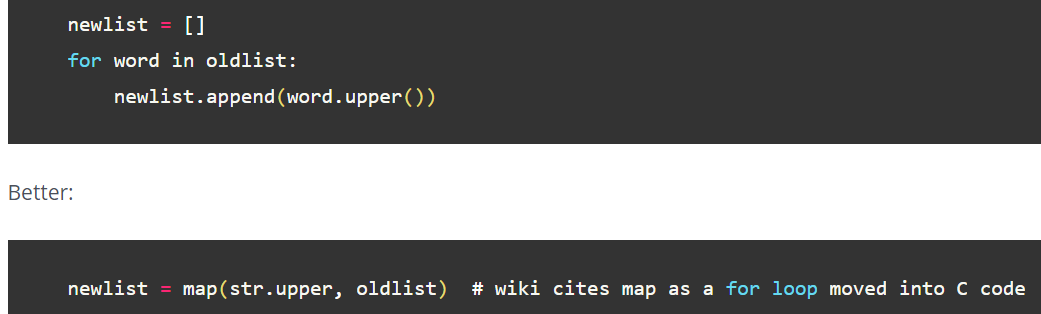 newlist = []
for word in oldlist:
    newlist.append(word.upper())
Better:
newlist = map(str.upper, oldlist)  # wiki cites map as a for loop moved into C code